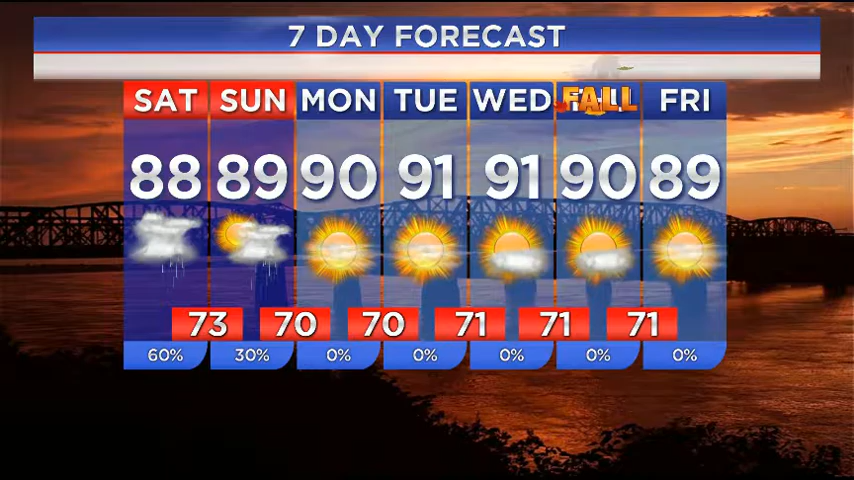 7 DAY FORECAST
SAT SUN MON TUE WED FALL FRI
88 89 90 91 91 90 89
73 70 70 71 71 71
60% 30% 0% 0% 0% 0% 0%